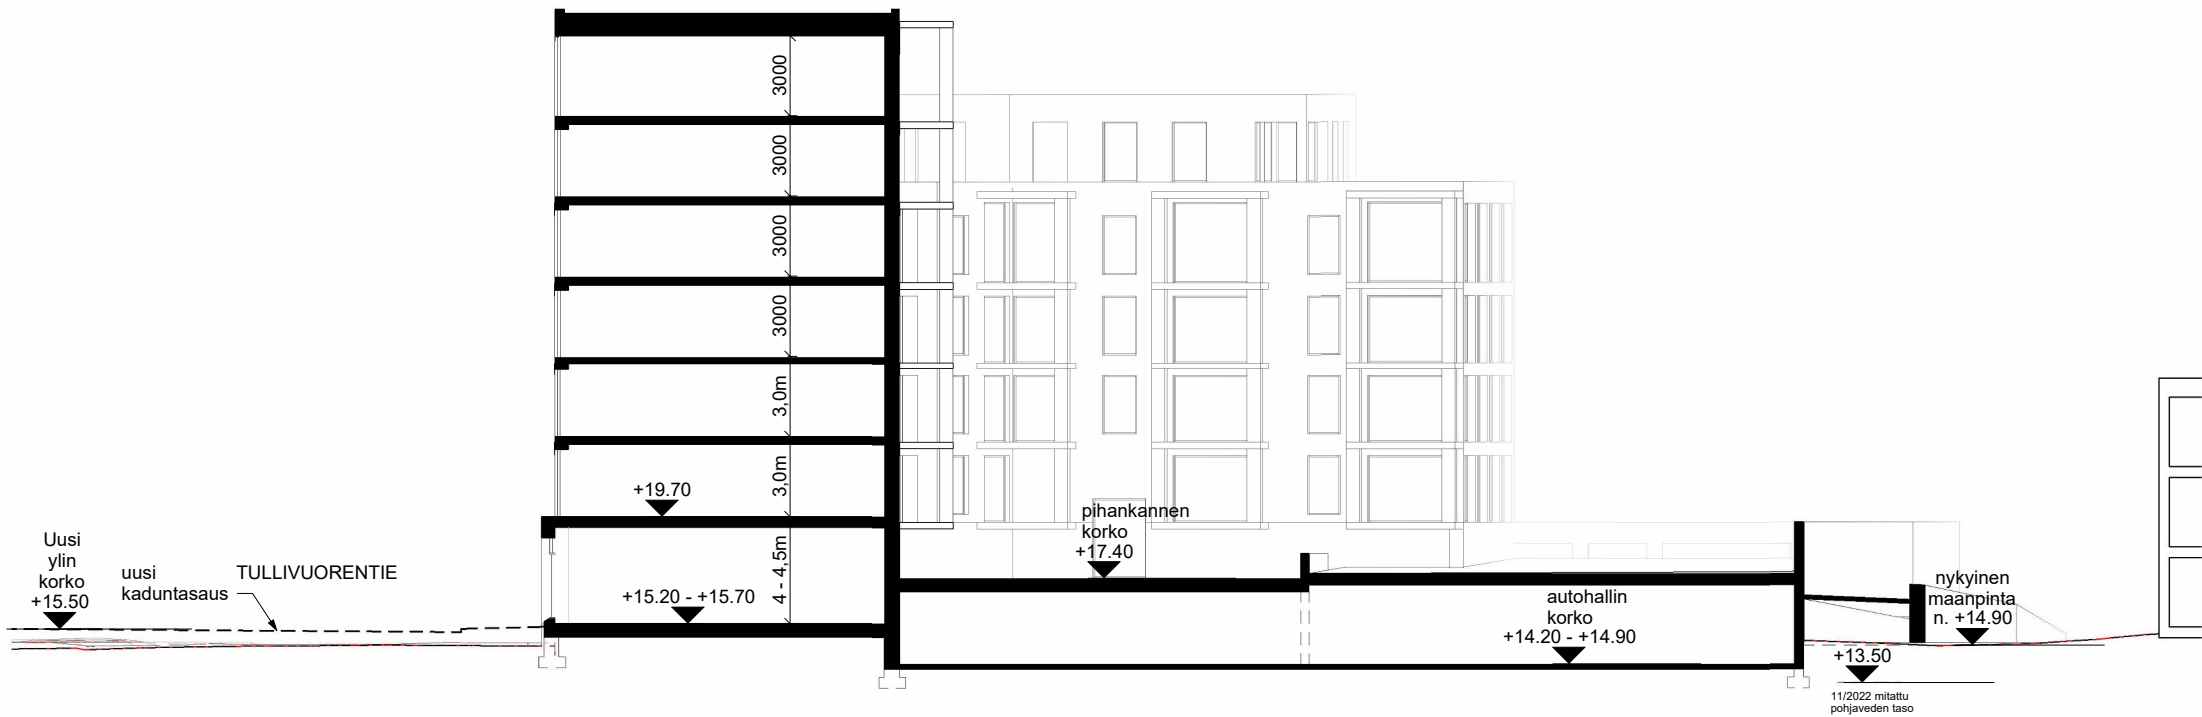 3000
3000
3000
3000
3,0m
3,0m
+19.70
4 - 4,5m
+15.20 - +15.70
Uusi
ylin
korko
+15.50
uusi
kaduntasaus
TULLIVUORENTIE
pihankannen
korko
+17.40
autohallin
korko
+14.20 - +14.90
nykyinen
maanpinta
n. +14.90
+13.50
11/2022 mitattu
pohjaveden taso